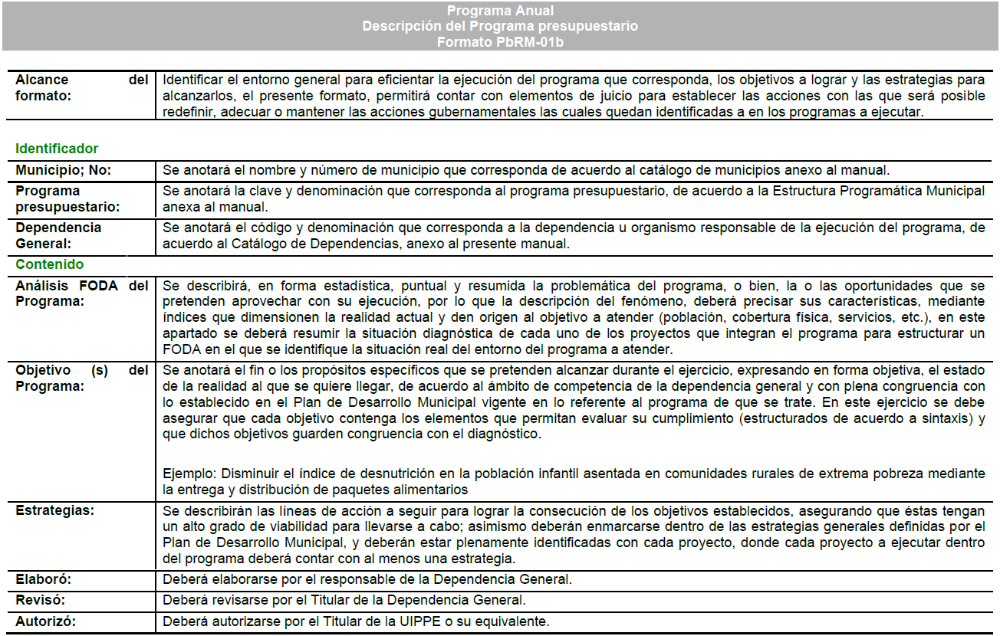 Programa Anual
Descripción del Programa presupuestario
Formato PbRM-01b
Alcance del formato:
Identificar el entorno general para eficientar la ejecución del programa que corresponda, los objetivos a lograr y las estrategias para
alcanzarlos, el presente formato, permitirá contar con elementos de juicio para establecer las acciones con las que será posible
redefinir, adecuar o mantener las acciones gubernamentales las cuales quedan identificadas a en los programas a ejecutar.
Identificador
Municipio; No:
Se anotará el nombre y número de municipio que corresponda de acuerdo al catálogo de municipios anexo al manual.
Programa
presupuestario:
Se anotará la clave y denominación que corresponda al programa presupuestario, de acuerdo a la Estructura Programática Municipal
anexa al manual.
Dependencia
General:
Se anotará el código y denominación que corresponda a la dependencia u organismo responsable de la ejecución del programa, de
acuerdo al Catálogo de Dependencias, anexo al presente manual.
Contenido
Análisis FODA del
Programa:
Se describirá, en forma estadística, puntual y resumida la problemática del programa, o bien, la o las oportunidades que se
pretenden aprovechar con su ejecución, por lo que la descripción del fenómeno, deberá precisar sus características, mediante
índices que dimensionen la realidad actual y den origen al objetivo a atender (población, cobertura física, servicios, etc.), en este
apartado se deberá resumir la situación diagnóstica de cada uno de los proyectos que integran el programa para estructurar un
FODA en el que se identifique la situación real del entorno del programa a atender.
Objetivo (s) del
Programa:
Se anotará el fin o los propósitos específicos que se pretenden alcanzar durante el ejercicio, expresando en forma objetiva, el estado
de la realidad al que se quiere llegar, de acuerdo al ámbito de competencia de la dependencia general y con plena congruencia con
lo establecido en el Plan de Desarrollo Municipal vigente en lo referente al programa de que se trate. En este ejercicio se debe
asegurar que cada objetivo contenga los elementos que permitan evaluar su cumplimiento (estructurados de acuerdo a sintaxis) y
que dichos objetivos guarden congruencia con el diagnóstico.
Ejemplo: Disminuir el índice de desnutrición en la población infantil asentada en comunidades rurales de extrema pobreza mediante
la entrega y distribución de paquetes alimentarios
Estrategias:
Se describirán las líneas de acción a seguir para lograr la consecución de los objetivos establecidos, asegurando que éstas tengan
un alto grado de viabilidad para llevarse a cabo; asimismo deberán enmarcarse dentro de las estrategias generales definidas por el
Plan de Desarrollo Municipal, y deberán estar plenamente identificadas con cada proyecto, donde cada proyecto a ejecutar dentro
del programa deberá contar con al menos una estrategia.
Elaboró:
Deberá elaborarse por el responsable de la Dependencia General.
Revisó:
Deberá revisarse por el Titular de la Dependencia General.
Autorizó:
Deberá autorizarse por el Titular de la UIPPE o su equivalente.